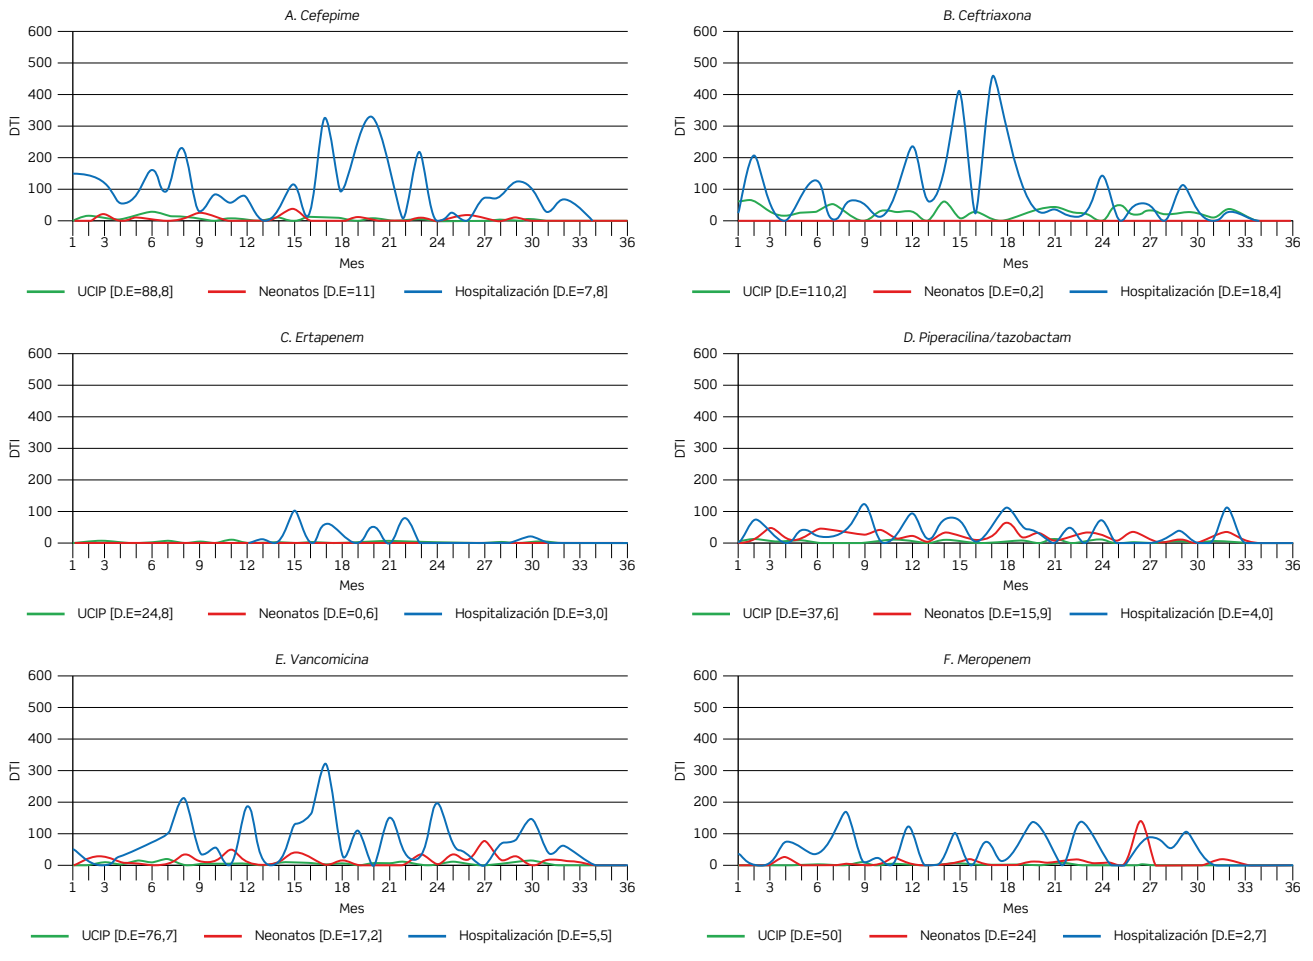 A. Cefepime
600
500
400
300
200
100
0
DTI
1 3 6 9 12 15 18 21 24 27 30 33 36
Mes
UCIP [D.E=88,8] Neonatos [D.E=11] Hospitalización [D.E=7,8]
B. Ceftriaxona
600
500
400
300
200
100
0
DTI
1 3 6 9 12 15 18 21 24 27 30 33 36
Mes
UCIP [D.E=110,2] Neonatos [D.E=0,2] Hospitalización [D.E=18,4]
C. Ertapenem
600
500
400
300
200
100
0
DTI
1 3 6 9 12 15 18 21 24 27 30 33 36
Mes
UCIP [D.E=24,8] Neonatos [D.E=0,6] Hospitalización [D.E=3,0]
D. Piperacilina/tazobactam
600
500
400
300
200
100
0
DTI
1 3 6 9 12 15 18 21 24 27 30 33 36
Mes
UCIP [D.E=37,6] Neonatos [D.E=15,9] Hospitalización [D.E=4,0]
E. Vancomicina
600
500
400
300
200
100
0
DTI
1 3 6 9 12 15 18 21 24 27 30 33 36
Mes
UCIP [D.E=76,7] Neonatos [D.E=17,2] Hospitalización [D.E=5,5]
F. Meropenem
600
500
400
300
200
100
0
DTI
1 3 6 9 12 15 18 21 24 27 30 33 36
Mes
UCIP [D.E=50] Neonatos [D.E=24] Hospitalización [D.E=2,7]